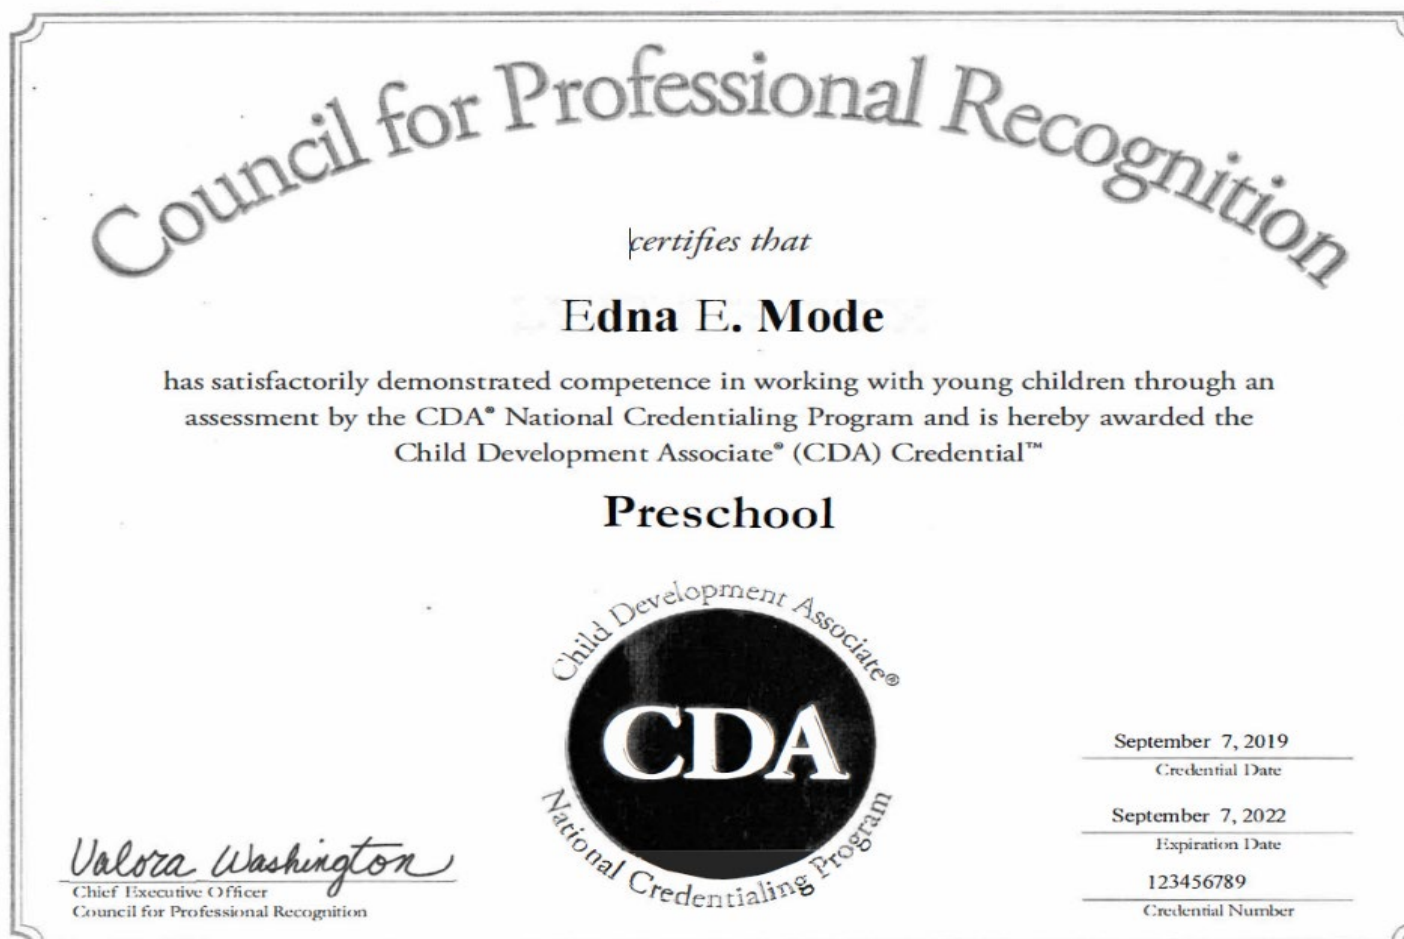 Council for Professional Recognition
certifies that
Edna E. Mode
has satisfactorily demonstrated competence in working with young children through an
assessment by the CDA® National Credentialing Program and is hereby awarded the
Child Development Associate® (CDA) Credential™
Preschool
Child Development Associate®
CDA
National Credentialing Program
September 7, 2019
Credential Date
September 7, 2022
Expiration Date
123456789
Credential Number
Valora Washington
Chief Executive Officer
Council for Professional Recognition